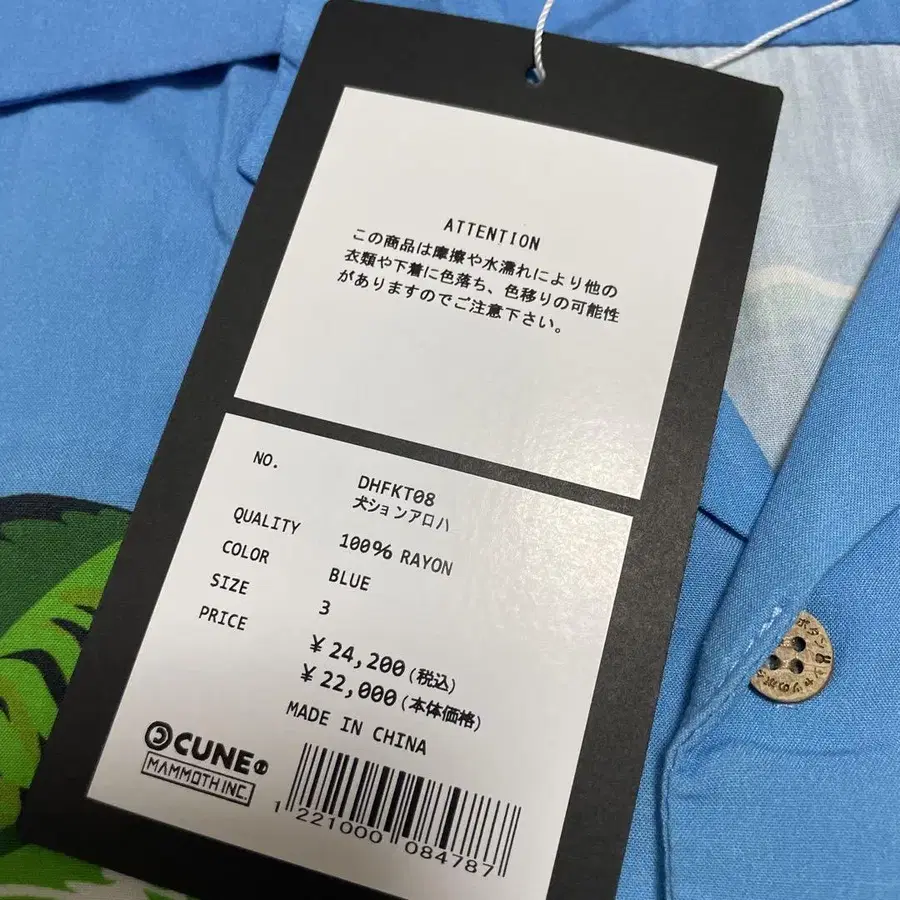 ATTENTION
この商品は摩擦や水濡れにより他の
衣類や下着に色落ち、色移りの可能性
がありますのでご注意下さい。
NO. DHFKT08
犬ションアロハ
QUALITY 100% RAYON
COLOR BLUE
SIZE 3
PRICE ¥24,200(税込)
¥22,000(本体価格)
MADE IN CHINA
CUNE
MAMMOTH INC.
1 221000 084787